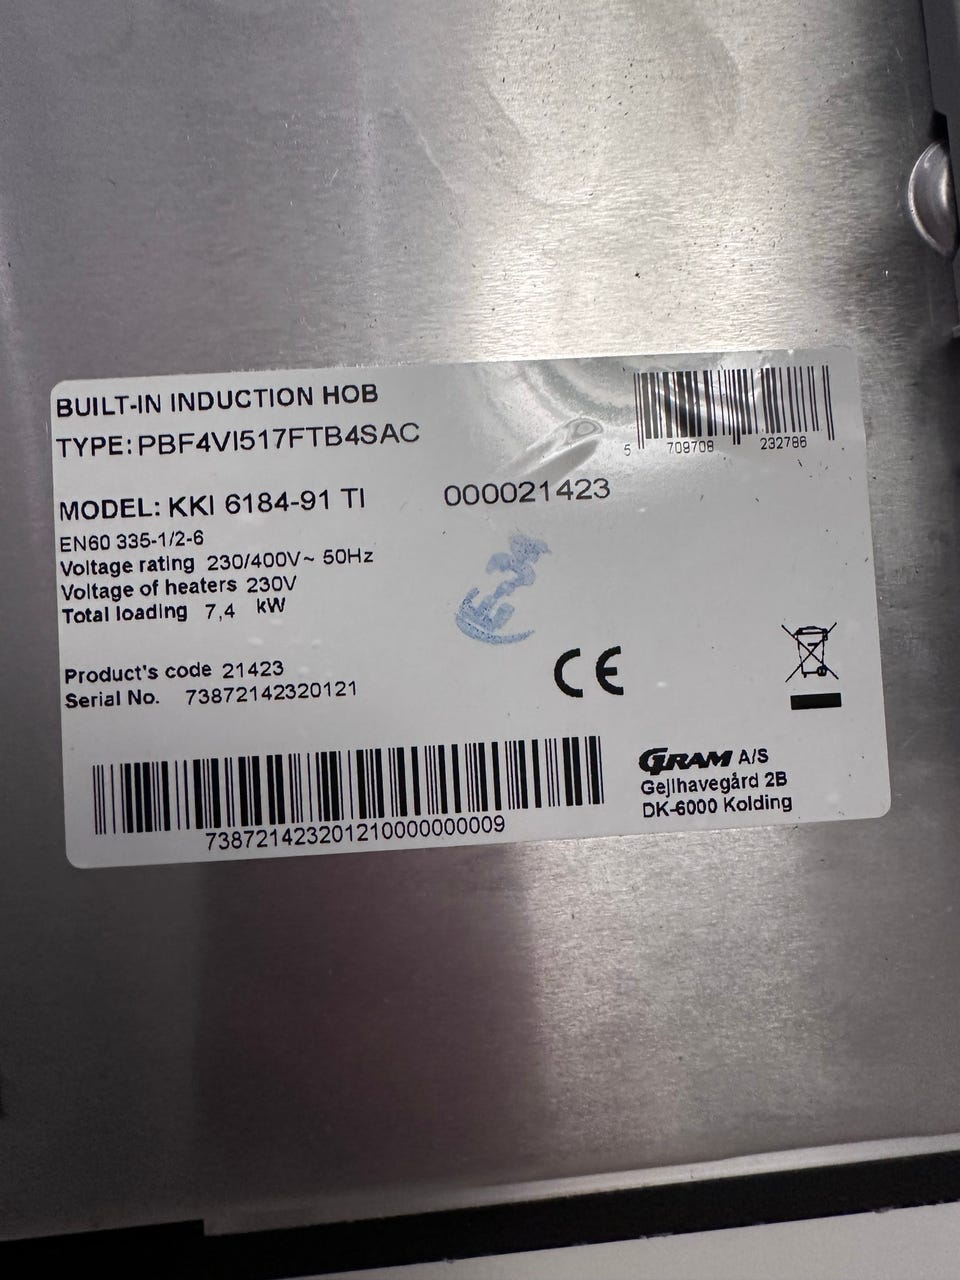 BUILT-IN INDUCTION HOB
TYPE: PBF4VI517FTB4SAC
5 709708 232786
MODEL: KKI 6184-91 TI 000021423
EN60 335-1/2-6
Voltage rating 230/400V~ 50Hz
Voltage of heaters 230V
Total loading 7,4 kW
Product's code 21423
Serial No. 73872142320121
CE
738721423201210000000009
GRAM A/S
Gejlhavegård 2B
DK-6000 Kolding